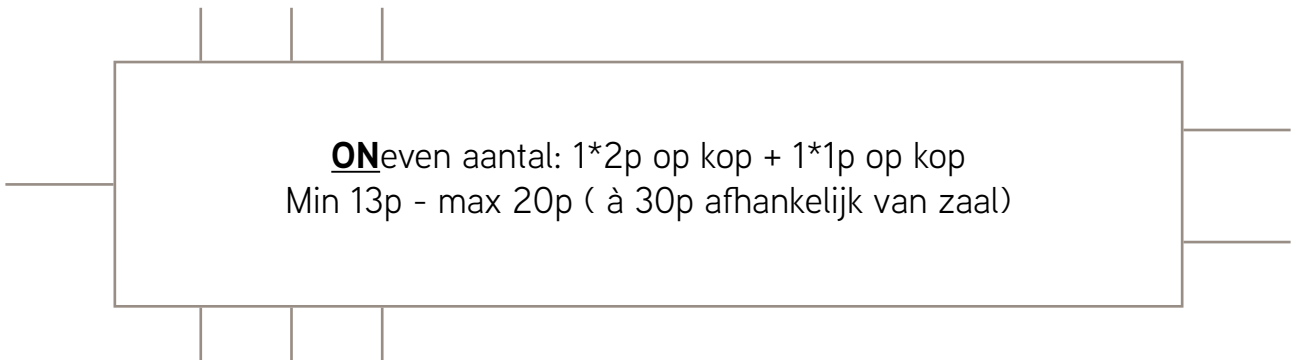 ONeven aantal: 1*2p op kop + 1*1p op kop
Min 13p - max 20p ( à 30p afhankelijk van zaal)